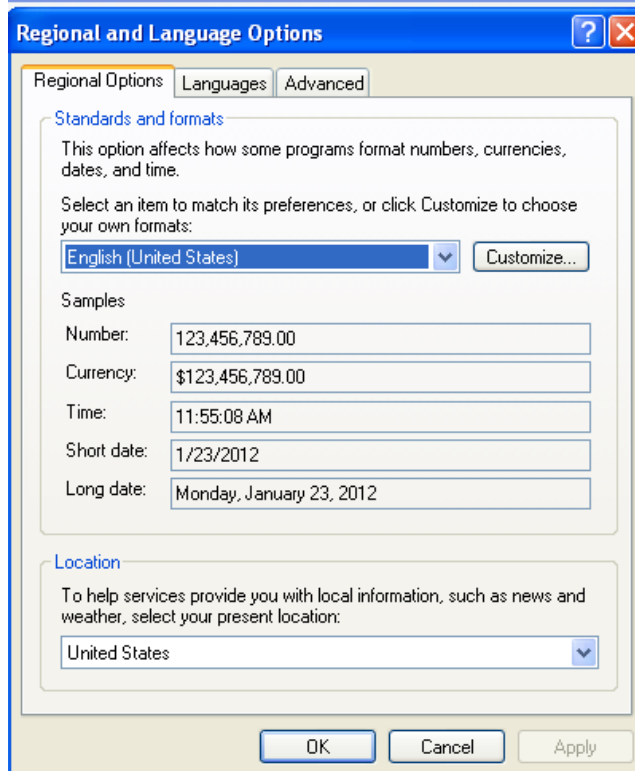 Regional and Language Options
Regional Options Languages Advanced
Standards and formats
This option affects how some programs format numbers, currencies,
dates, and time.
Select an item to match its preferences, or click Customize to choose
your own formats:
English (United States) Customize...
Samples
Number: 123,456,789.00
Currency: $123,456,789.00
Time: 11:55:08 AM
Short date: 1/23/2012
Long date: Monday, January 23, 2012
Location
To help services provide you with local information, such as news and
weather, select your present location:
United States
OK Cancel Apply